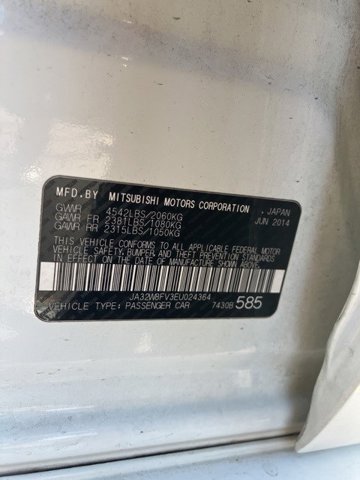 MFD.BY MITSUBISHI MOTORS CORPORATION
GVWR 4542LBS/2060KG , JAPAN
GAWR FR 2381LBS/1080KG JUN 2014
GAWR RR 2315LBS/1050KG
THIS VEHICLE CONFORMS TO ALL APPLICABLE FEDERAL MOTOR
VEHICLE SAFETY, BUMPER, AND THEFT PREVENTION STANDARDS
IN EFFECT ON THE DATE OF MANUFACTURE SHOWN ABOVE.
JA32W8FV3EU024364
VEHICLE TYPE: PASSENGER CAR 7430B 585